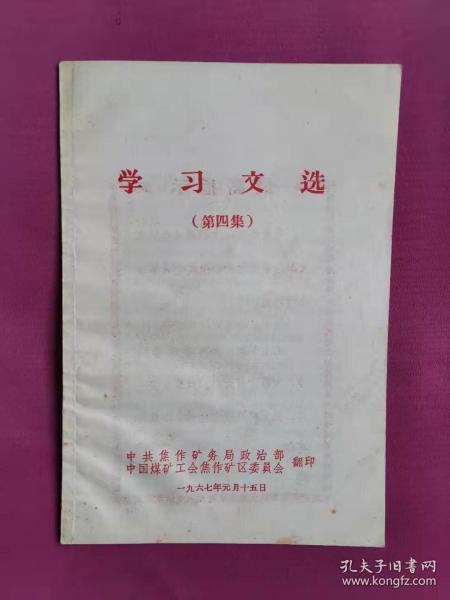 学习文选
（第四集）
中共焦作矿务局政治部
中国煤矿工会焦作矿区委員会
翻印
一九六七年元月十五日
孔夫子旧书网
www.kongfz.com